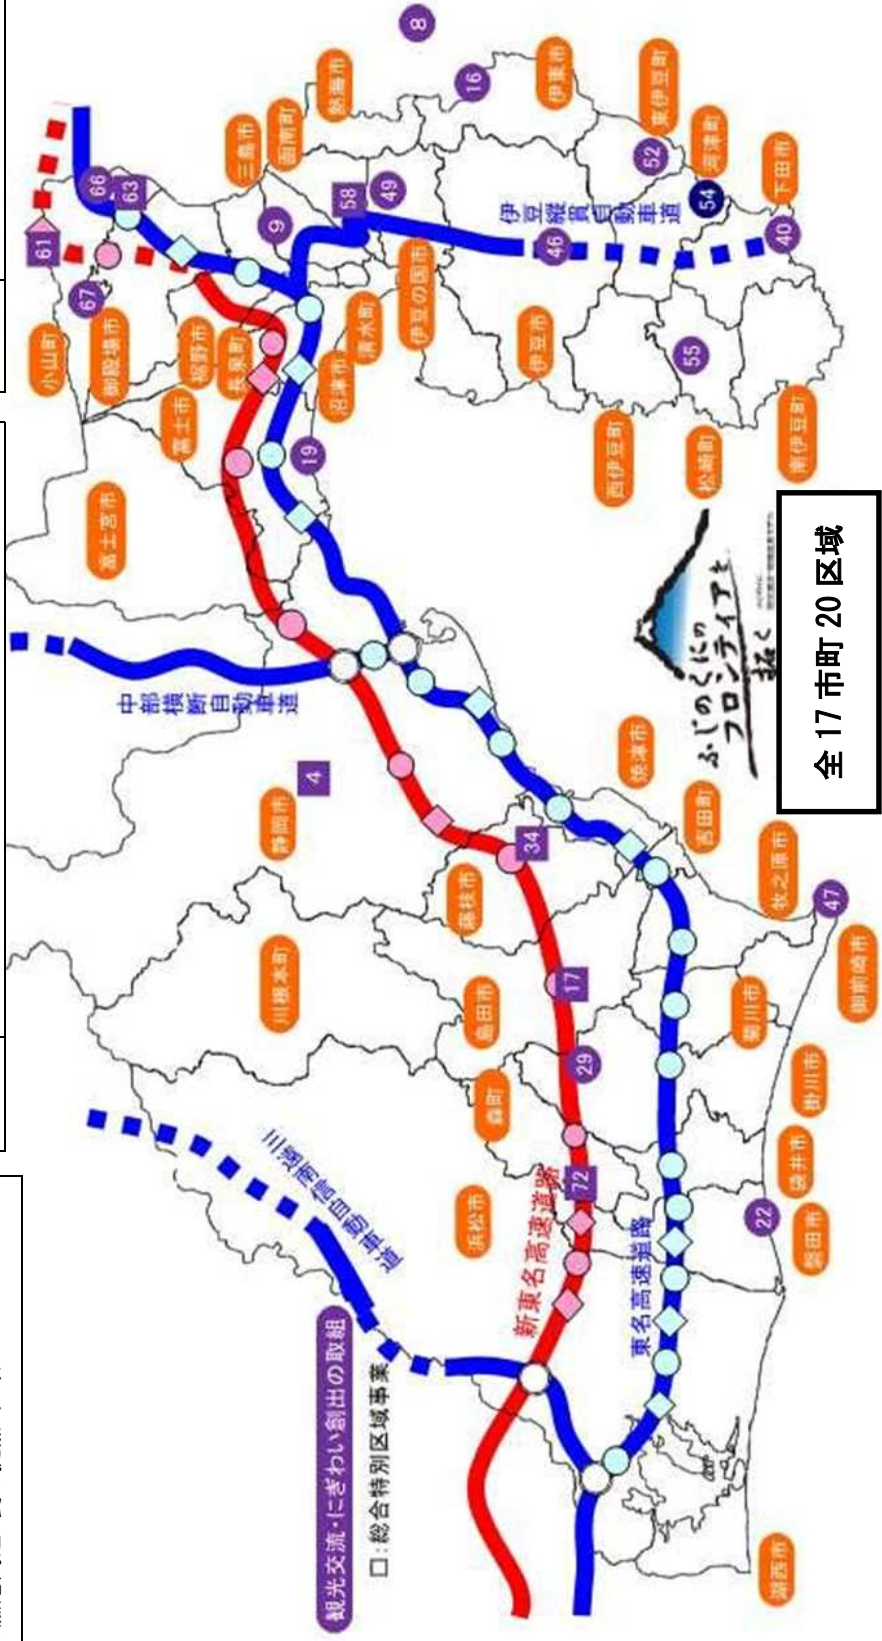 観光交流・にぎわい創出の取組
□:総合特別区域事業
三遠南信自動車道
新東名高速道路
東名高速道路
中部横断自動車道
伊豆縦貫自動車道
湖西市
浜松市
磐田市
袋井市
掛川市
森町
菊川市
御前崎市
牧之原市
島田市
川根本町
藤枝市
吉田町
焼津市
静岡市
富士宮市
富士市
沼津市
清水町
長泉町
裾野市
御殿場市
小山町
三島市
函南町
熱海市
伊豆の国市
伊豆市
伊東市
東伊豆町
河津町
下田市
南伊豆町
松崎町
西伊豆町
72
22
29
17
34
47
4
19
67
61
66
63
9
58
49
8
16
46
52
54
40
55
ふじのくにの
フロンティアを
拓く
全 17 市町 20 区域